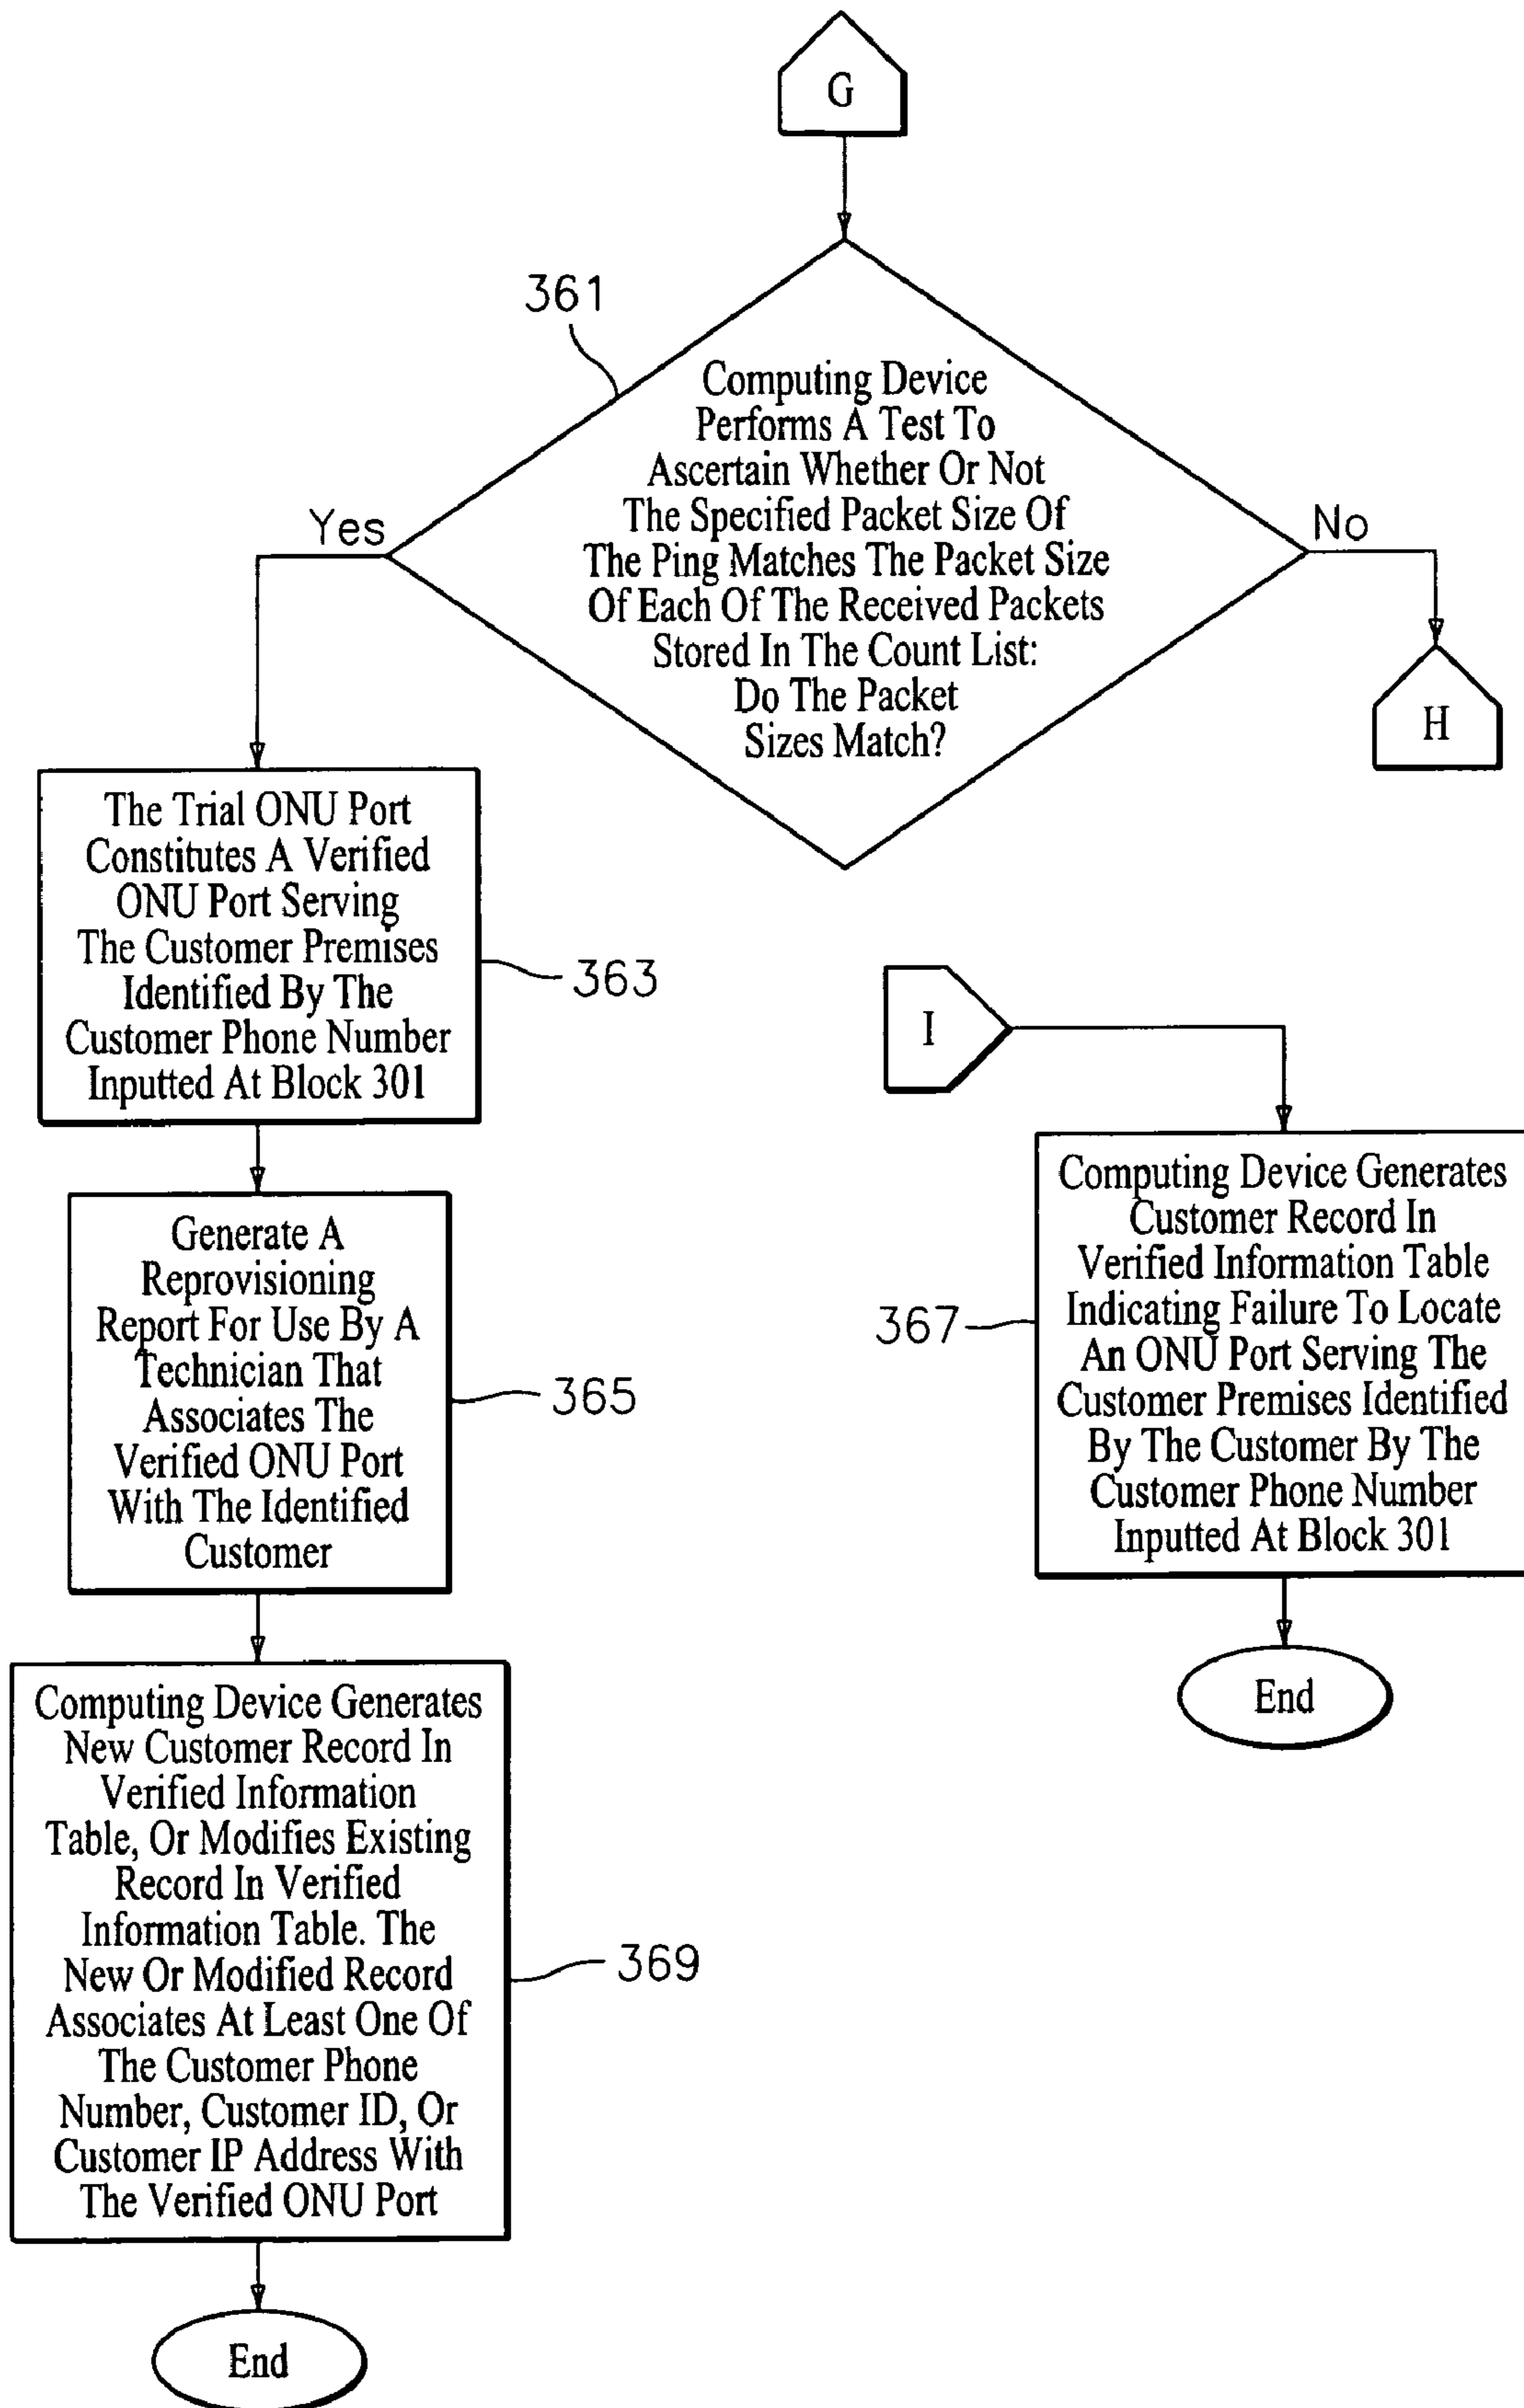 G
361
Computing Device
Performs A Test To
Ascertain Whether Or Not
The Specified Packet Size Of
The Ping Matches The Packet Size
Of Each Of The Received Packets
Stored In The Count List:
Do The Packet
Sizes Match?
Yes
No
H
The Trial ONU Port
Constitutes A Verified
ONU Port Serving
The Customer Premises
Identified By The
Customer Phone Number
Inputted At Block 301
363
Generate A
Reprovisioning
Report For Use By A
Technician That
Associates The
Verified ONU Port
With The Identified
Customer
365
Computing Device Generates
New Customer Record In
Verified Information
Table, Or Modifies Existing
Record In Verified
Information Table. The
New Or Modified Record
Associates At Least One Of
The Customer Phone
Number, Customer ID, Or
Customer IP Address With
The Verified ONU Port
369
End
I
Computing Device Generates
Customer Record In
Verified Information Table
Indicating Failure To Locate
An ONU Port Serving The
Customer Premises Identified
By The Customer By The
Customer Phone Number
Inputted At Block 301
367
End